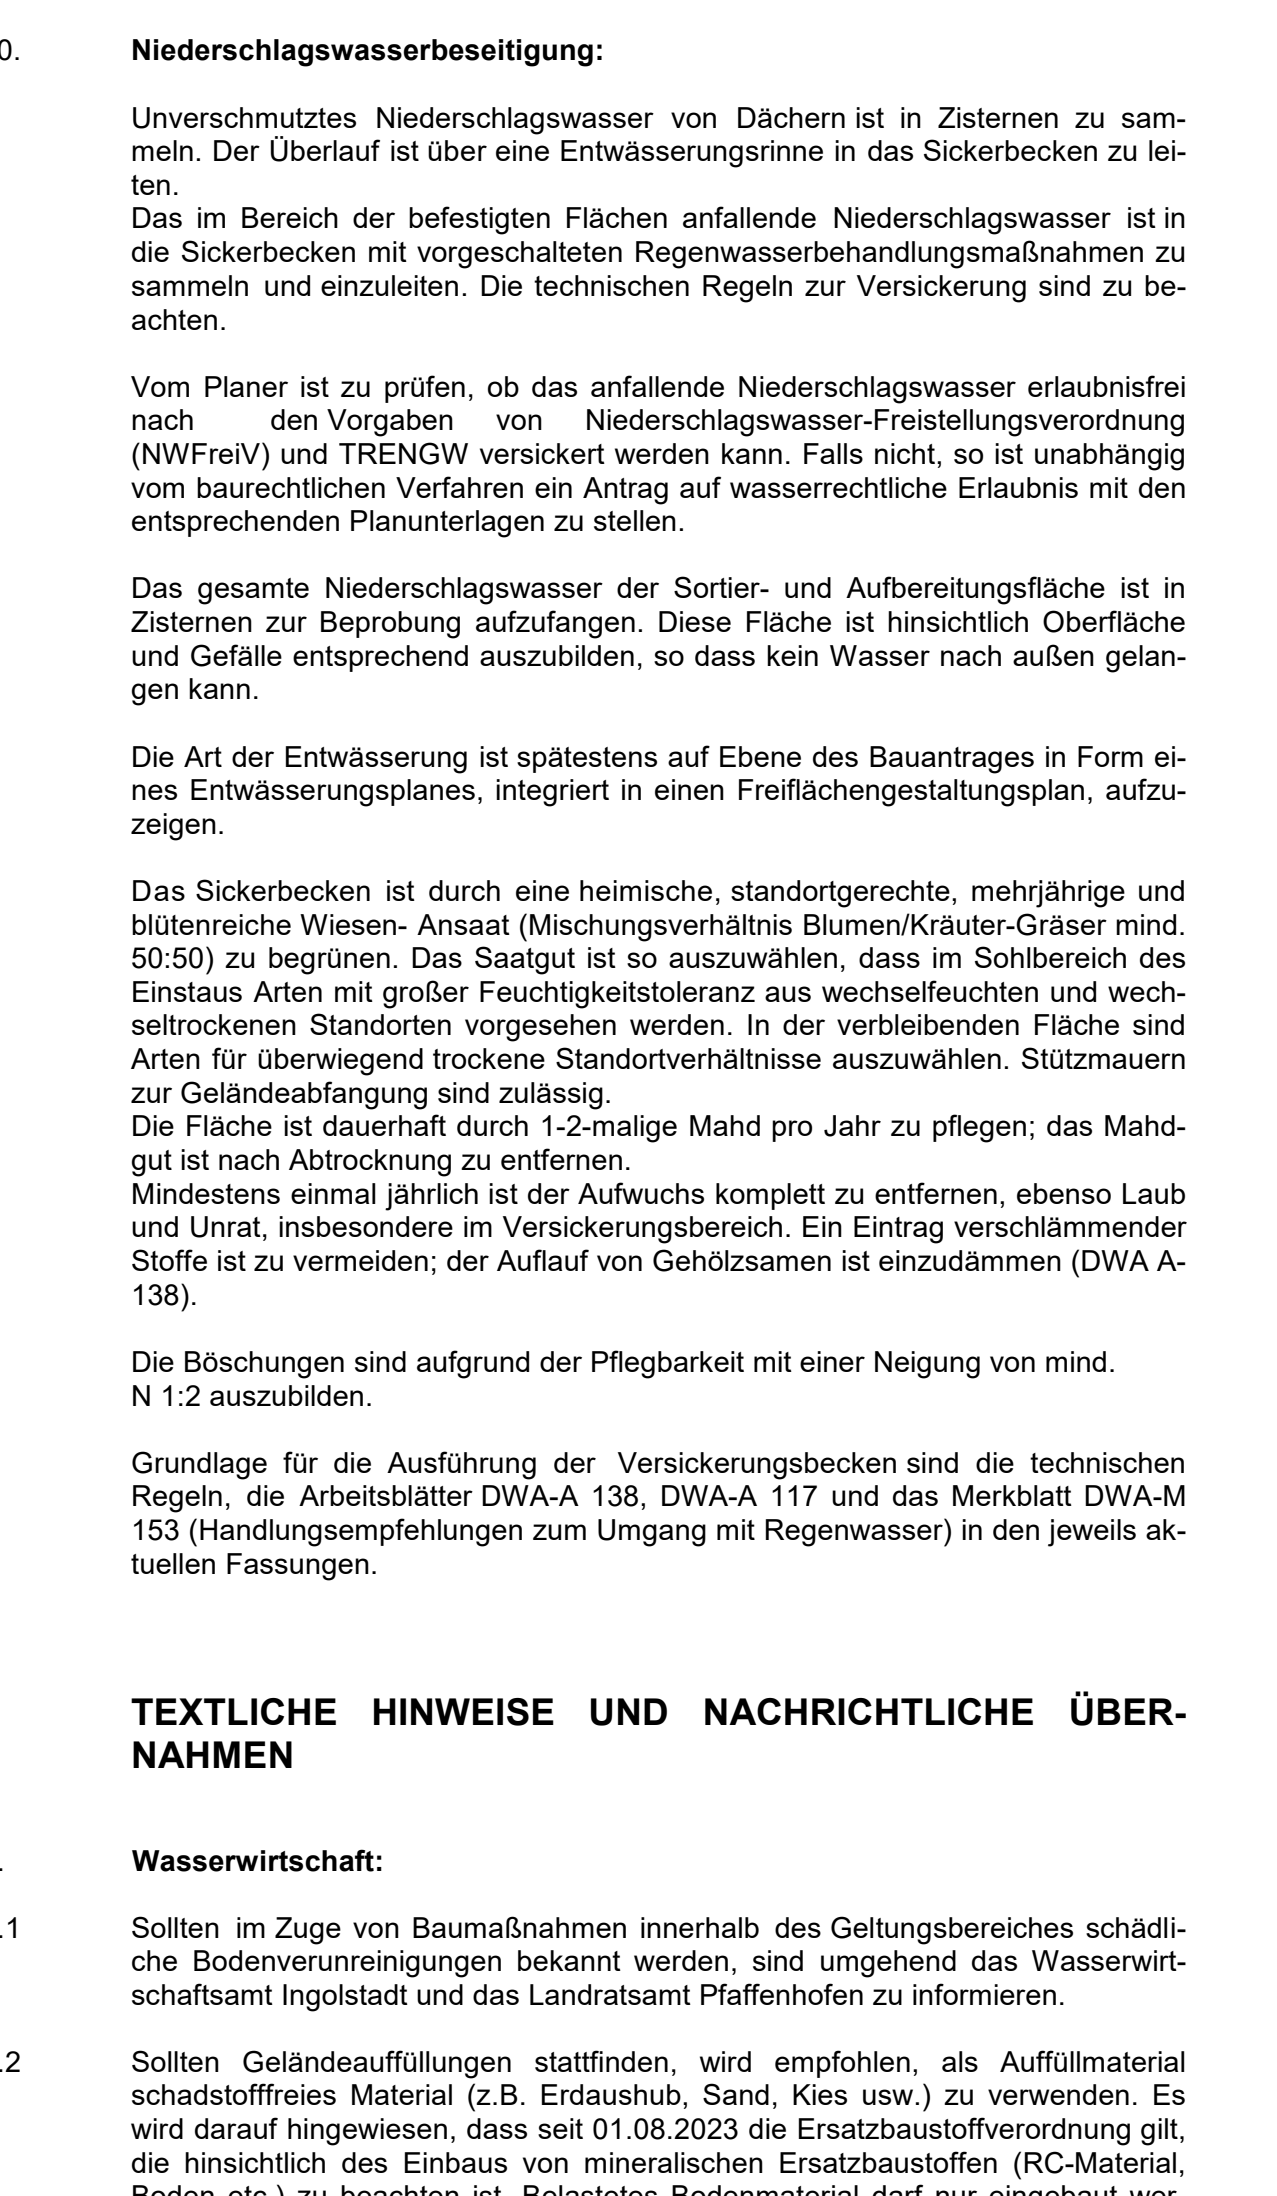 0. Niederschlagswasserbeseitigung:
Unverschmutztes Niederschlagswasser von Dächern ist in Zisternen zu sam-
meln. Der Überlauf ist über eine Entwässerungsrinne in das Sickerbecken zu lei-
ten.
Das im Bereich der befestigten Flächen anfallende Niederschlagswasser ist in
die Sickerbecken mit vorgeschalteten Regenwasserbehandlungsmaßnahmen zu
sammeln und einzuleiten. Die technischen Regeln zur Versickerung sind zu be-
achten.
Vom Planer ist zu prüfen, ob das anfallende Niederschlagswasser erlaubnisfrei
nach den Vorgaben von Niederschlagswasser-Freistellungsverordnung
(NWFreiV) und TRENGW versickert werden kann. Falls nicht, so ist unabhängig
vom baurechtlichen Verfahren ein Antrag auf wasserrechtliche Erlaubnis mit den
entsprechenden Planunterlagen zu stellen.
Das gesamte Niederschlagswasser der Sortier- und Aufbereitungsfläche ist in
Zisternen zur Beprobung aufzufangen. Diese Fläche ist hinsichtlich Oberfläche
und Gefälle entsprechend auszubilden, so dass kein Wasser nach außen gelan-
gen kann.
Die Art der Entwässerung ist spätestens auf Ebene des Bauantrages in Form ei-
nes Entwässerungsplanes, integriert in einen Freiflächengestaltungsplan, aufzu-
zeigen.
Das Sickerbecken ist durch eine heimische, standortgerechte, mehrjährige und
blütenreiche Wiesen- Ansaat (Mischungsverhältnis Blumen/Kräuter-Gräser mind.
50:50) zu begrünen. Das Saatgut ist so auszuwählen, dass im Sohlbereich des
Einstaus Arten mit großer Feuchtigkeitstoleranz aus wechselfeuchten und wech-
seltrockenen Standorten vorgesehen werden. In der verbleibenden Fläche sind
Arten für überwiegend trockene Standortverhältnisse auszuwählen. Stützmauern
zur Geländeabfangung sind zulässig.
Die Fläche ist dauerhaft durch 1-2-malige Mahd pro Jahr zu pflegen; das Mahd-
gut ist nach Abtrocknung zu entfernen.
Mindestens einmal jährlich ist der Aufwuchs komplett zu entfernen, ebenso Laub
und Unrat, insbesondere im Versickerungsbereich. Ein Eintrag verschlämmender
Stoffe ist zu vermeiden; der Auflauf von Gehölzsamen ist einzudämmen (DWA A-
138).
Die Böschungen sind aufgrund der Pflegbarkeit mit einer Neigung von mind.
N 1:2 auszubilden.
Grundlage für die Ausführung der Versickerungsbecken sind die technischen
Regeln, die Arbeitsblätter DWA-A 138, DWA-A 117 und das Merkblatt DWA-M
153 (Handlungsempfehlungen zum Umgang mit Regenwasser) in den jeweils ak-
tuellen Fassungen.
TEXTLICHE HINWEISE UND NACHRICHTLICHE ÜBER-
NAHMEN
. Wasserwirtschaft:
.1 Sollten im Zuge von Baumaßnahmen innerhalb des Geltungsbereiches schädli-
che Bodenverunreinigungen bekannt werden, sind umgehend das Wasserwirt-
schaftsamt Ingolstadt und das Landratsamt Pfaffenhofen zu informieren.
.2 Sollten Geländeauffüllungen stattfinden, wird empfohlen, als Auffüllmaterial
schadstofffreies Material (z.B. Erdaushub, Sand, Kies usw.) zu verwenden. Es
wird darauf hingewiesen, dass seit 01.08.2023 die Ersatzbaustoffverordnung gilt,
die hinsichtlich des Einbaus von mineralischen Ersatzbaustoffen (RC-Material,
Boden etc.) zu beachten ist. Belastetes Bodenmaterial darf nur eingebaut wer-